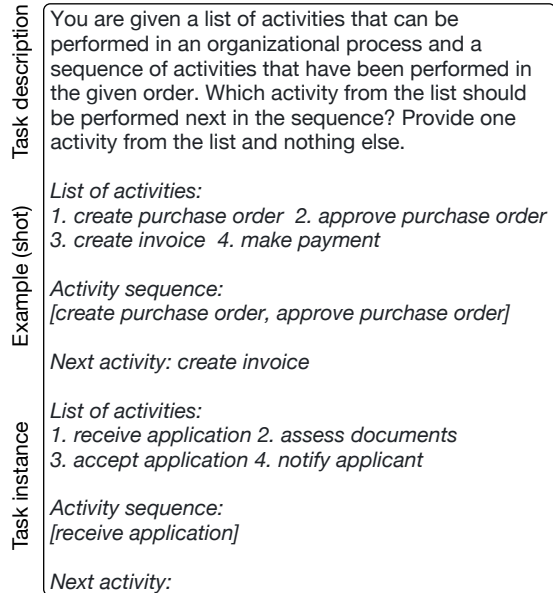 Task description
You are given a list of activities that can be
performed in an organizational process and a
sequence of activities that have been performed in
the given order. Which activity from the list should
be performed next in the sequence? Provide one
activity from the list and nothing else.
Example (shot)
List of activities:
1. create purchase order 2. approve purchase order
3. create invoice 4. make payment
Activity sequence:
[create purchase order, approve purchase order]
Next activity: create invoice
Task instance
List of activities:
1. receive application 2. assess documents
3. accept application 4. notify applicant
Activity sequence:
[receive application]
Next activity: